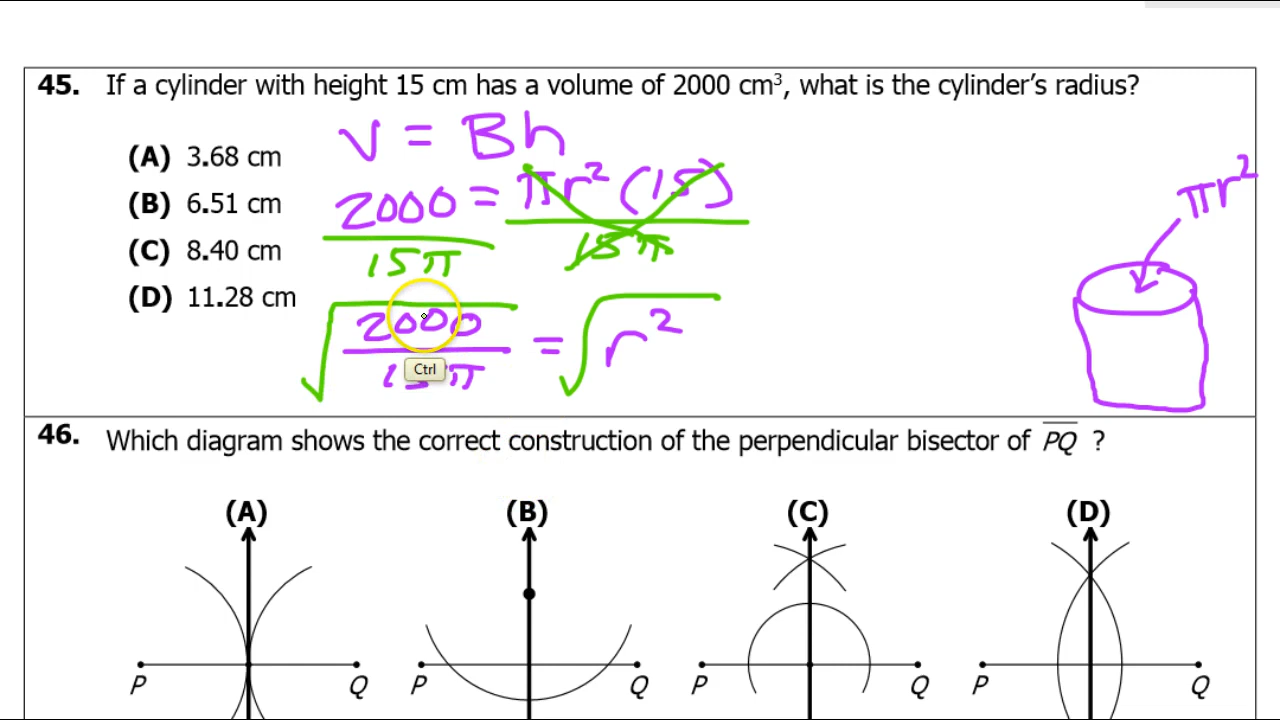 45. If a cylinder with height 15 cm has a volume of 2000 cm³, what is the cylinder's radius?
(A) 3.68 cm
(B) 6.51 cm
(C) 8.40 cm
(D) 11.28 cm
V = Bh
2000 = πr² (15)
15π 15π
√2000 = √r²
15π
Ctrl
πr²
46. Which diagram shows the correct construction of the perpendicular bisector of PQ ?
(A) (B) (C) (D)
P Q P Q P Q P Q